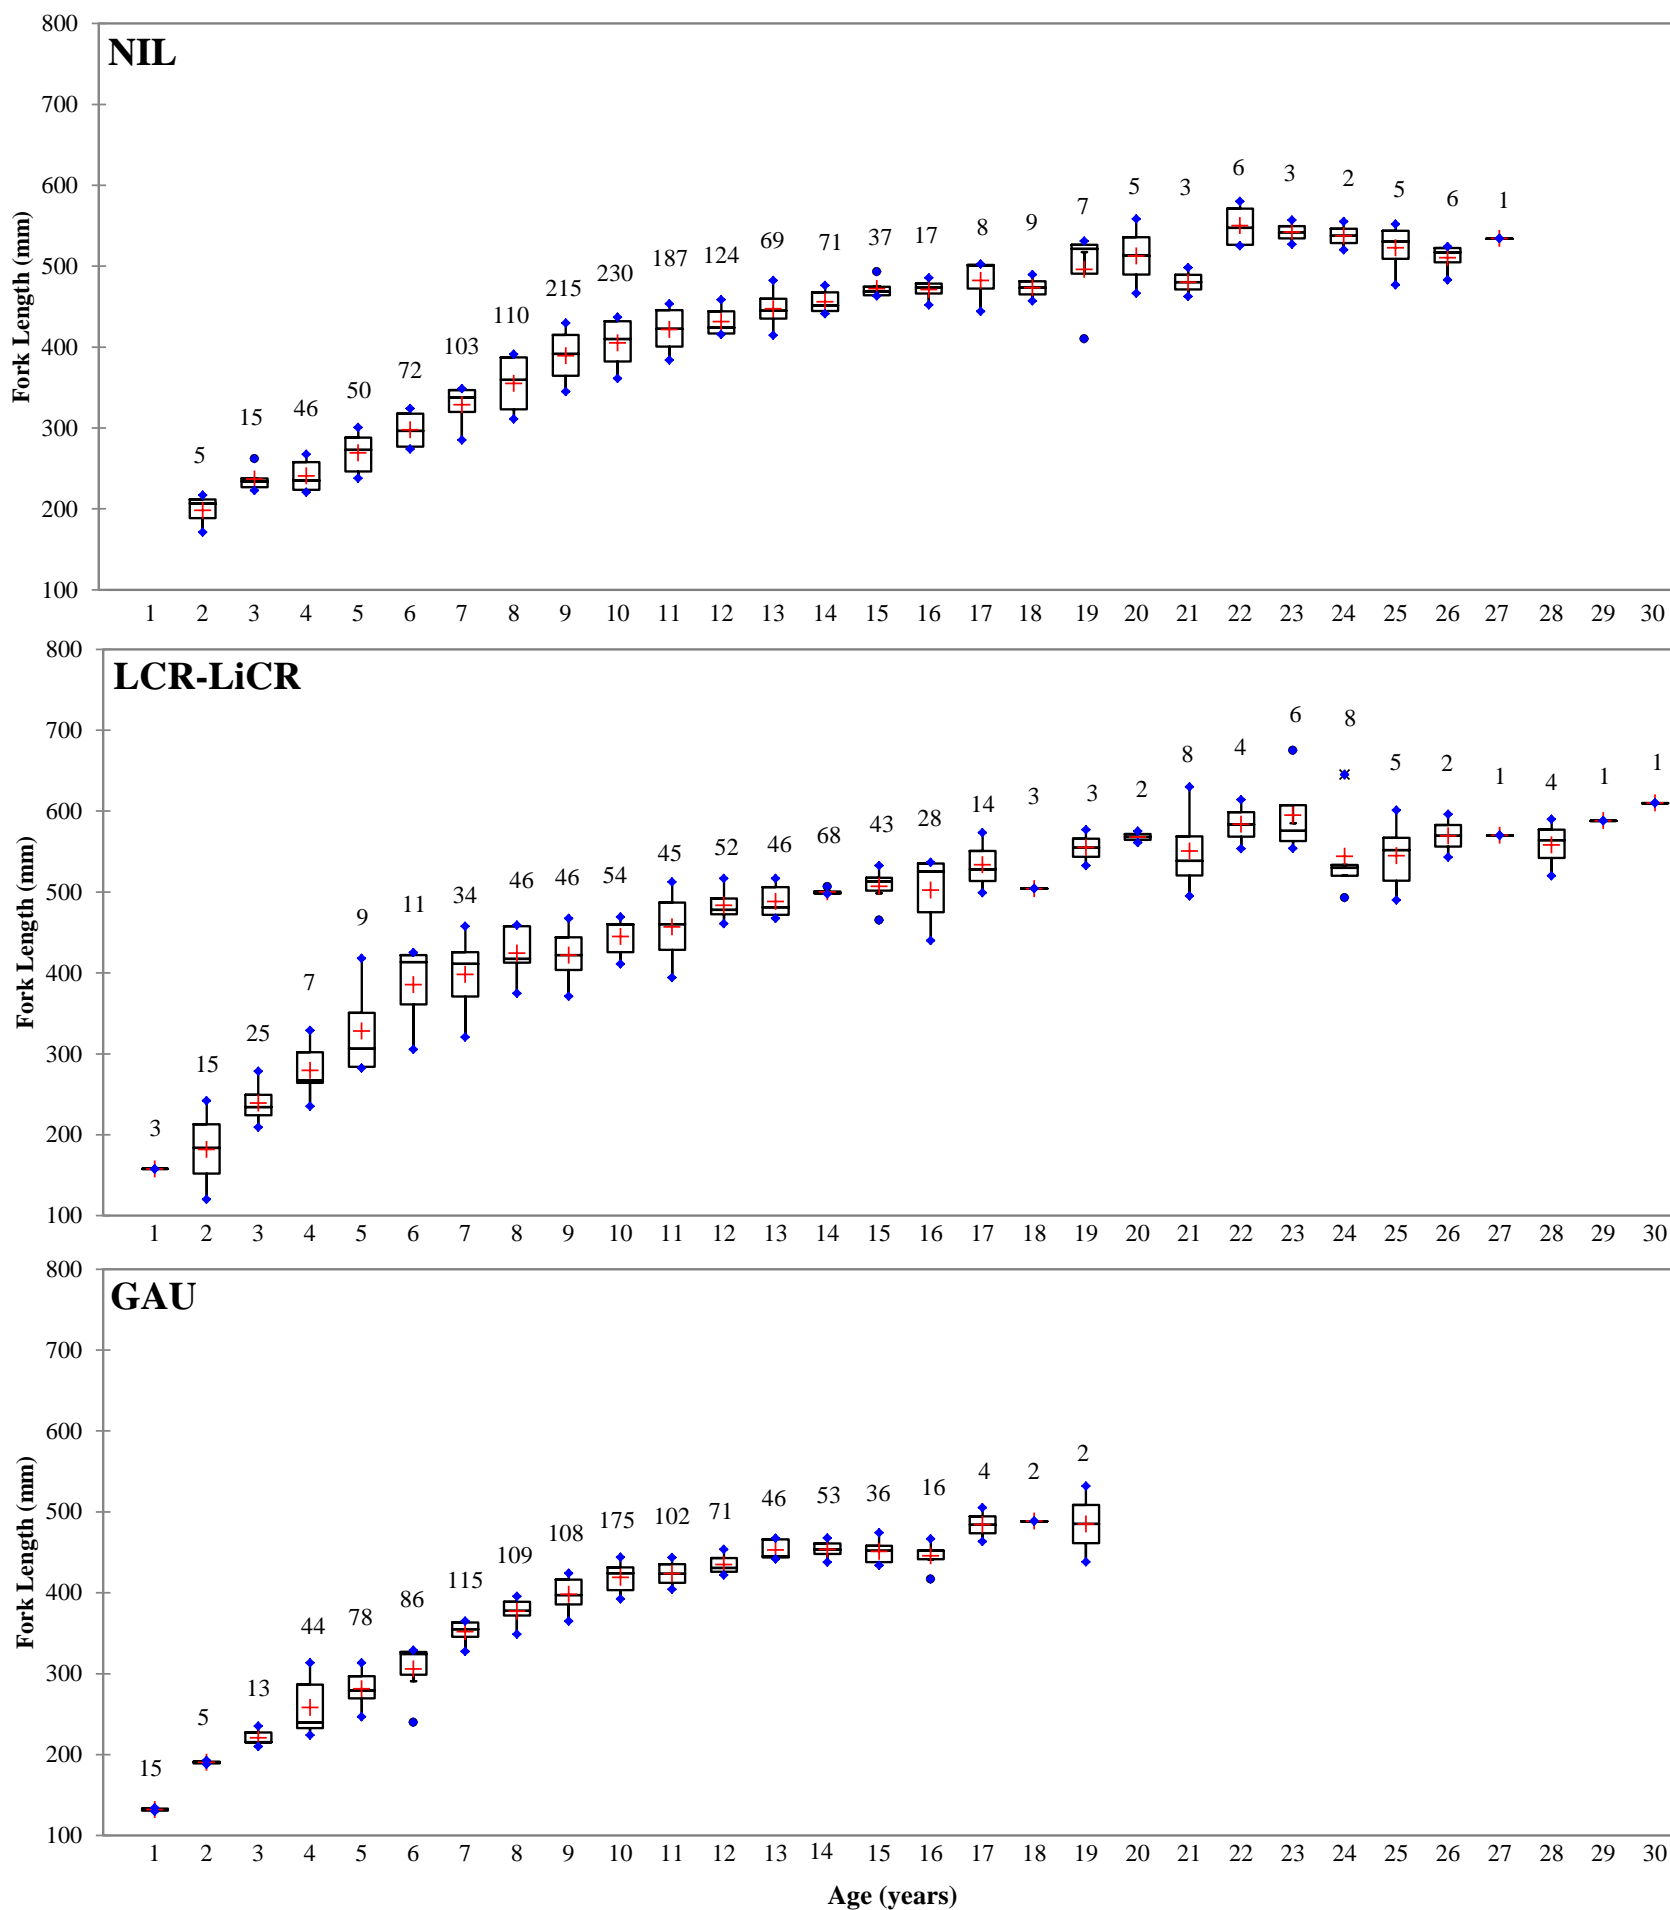 800
NIL
700
600
500
400
300
200
100
Fork Length (mm)
5 15 46 50 72 103 110 215 230 187 124 69 71 37 17 8 9 7 5 3 6 3 2 5 6 1
1 2 3 4 5 6 7 8 9 10 11 12 13 14 15 16 17 18 19 20 21 22 23 24 25 26 27 28 29 30
800
LCR-LiCR
700
600
500
400
300
200
100
Fork Length (mm)
3 15 25 7 9 11 34 46 46 54 45 52 46 68 43 28 14 3 3 2 8 4 6 8 5 2 1 4 1 1
1 2 3 4 5 6 7 8 9 10 11 12 13 14 15 16 17 18 19 20 21 22 23 24 25 26 27 28 29 30
800
GAU
700
600
500
400
300
200
100
Fork Length (mm)
15 5 13 44 78 86 115 109 108 175 102 71 46 53 36 16 4 2 2
1 2 3 4 5 6 7 8 9 10 11 12 13 14 15 16 17 18 19 20 21 22 23 24 25 26 27 28 29 30
Age (years)